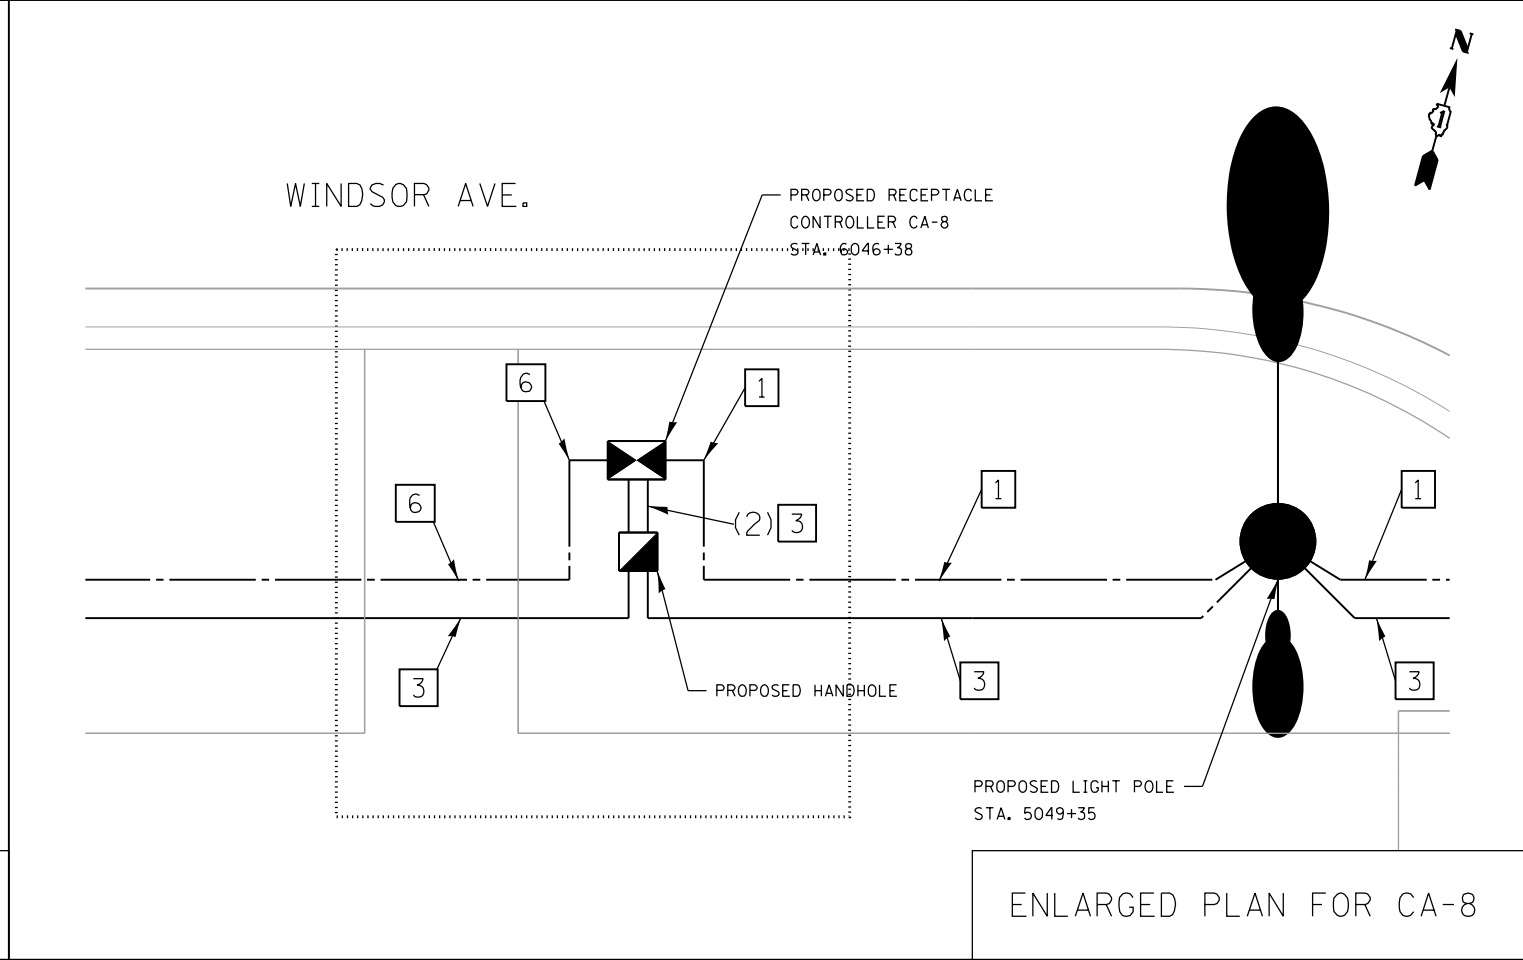 N
1
WINDSOR AVE.
PROPOSED RECEPTACLE
CONTROLLER CA-8
STA. 6046+38
6
1
6
(2) 3
1
1
3
PROPOSED HANDHOLE
3
3
PROPOSED LIGHT POLE
STA. 5049+35
ENLARGED PLAN FOR CA-8